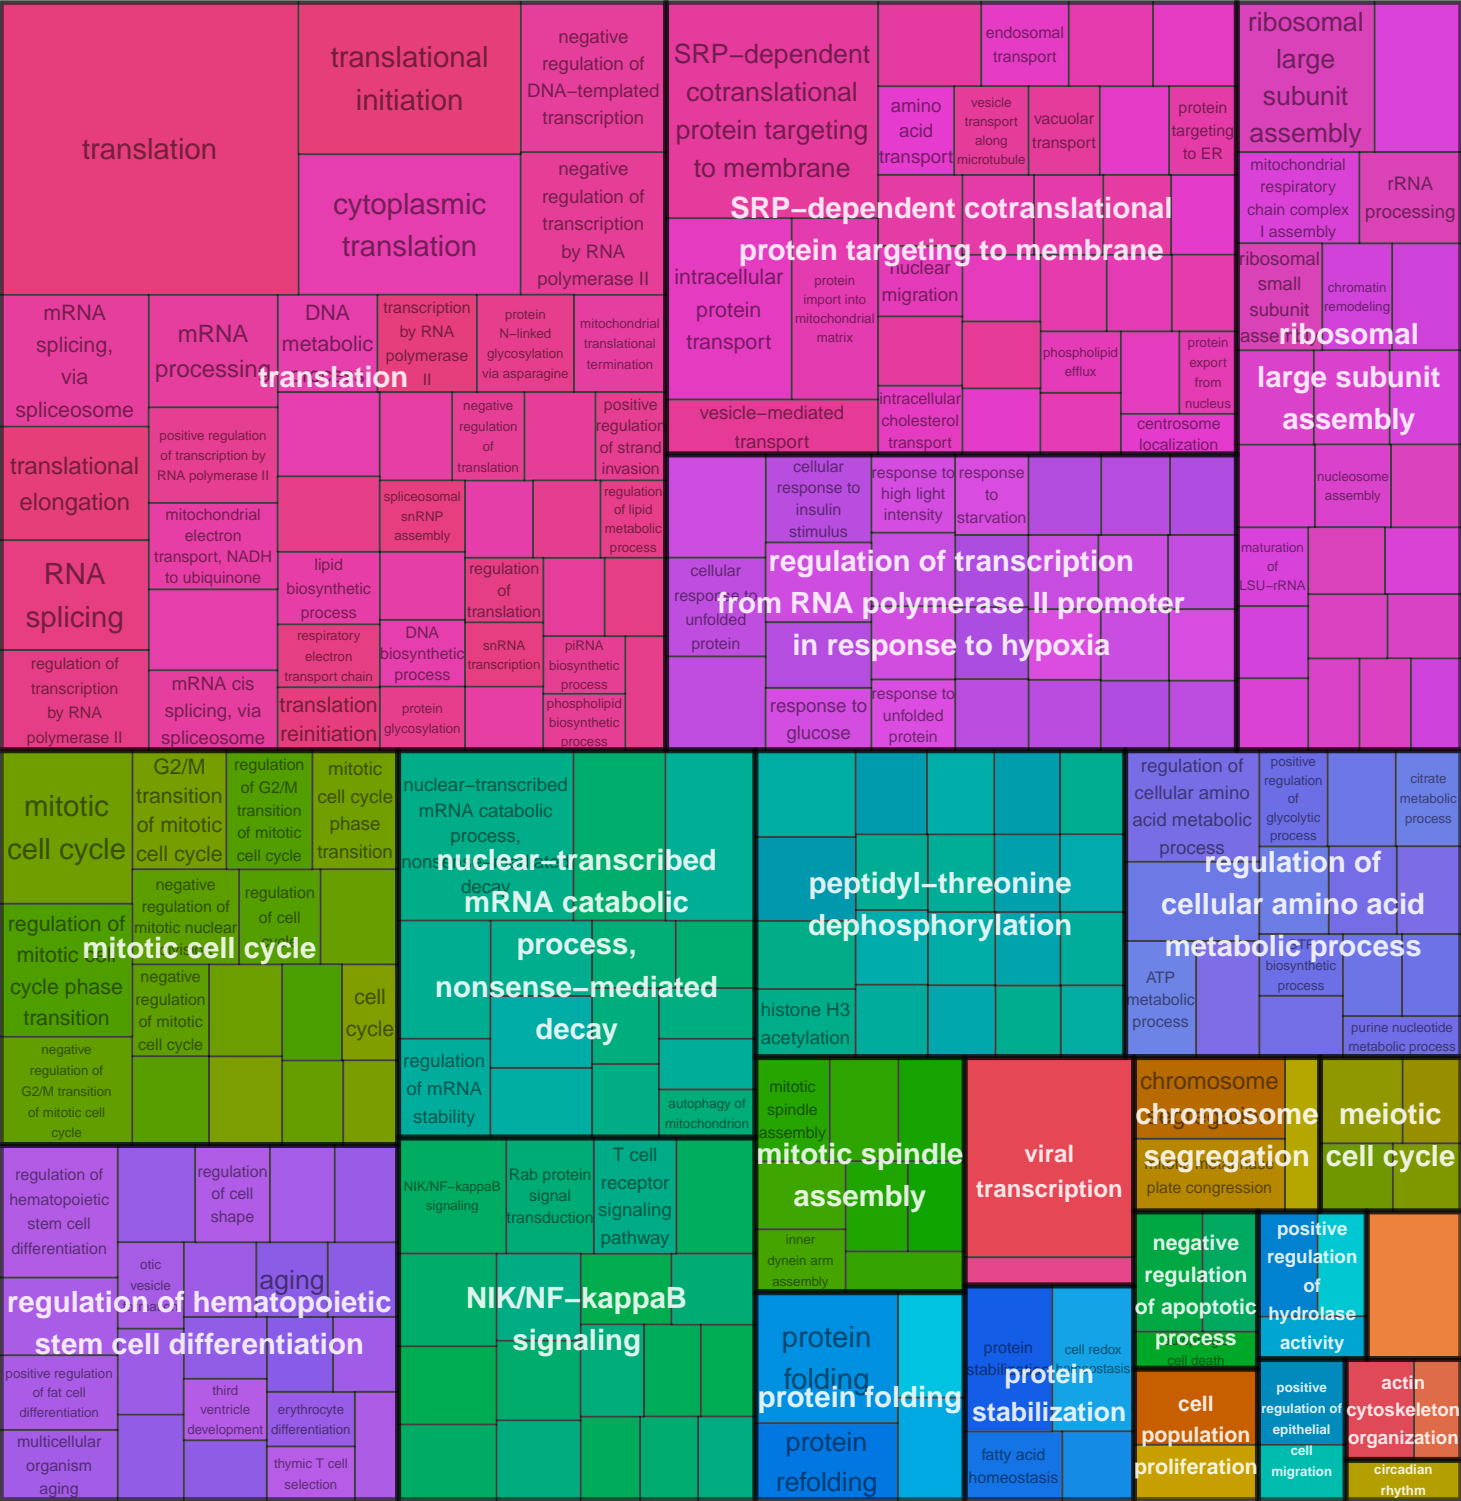 translation
translational
initiation
negative
regulation of
DNA−templated
transcription
cytoplasmic
translation
negative
regulation of
transcription
by RNA
polymerase II
mRNA
splicing,
via
spliceosome
mRNA
processing
DNA
metabolic
transcription
by RNA
polymerase
II
protein
N−linked
glycosylation
via asparagine
mitochondrial
translational
termination
translation
translational
elongation
positive regulation
of transcription by
RNA polymerase II
negative
regulation
of
translation
positive
regulation
of strand
invasion
mitochondrial
electron
transport, NADH
to ubiquinone
spliceosomal
snRNP
assembly
regulation
of lipid
metabolic
process
RNA
splicing
lipid
biosynthetic
process
regulation
of
translation
respiratory
electron
transport chain
DNA
biosynthetic
process
snRNA
transcription
piRNA
biosynthetic
process
regulation of
transcription
by RNA
polymerase II
mRNA cis
splicing, via
spliceosome
translation
reinitiation
protein
glycosylation
phospholipid
biosynthetic
process
SRP−dependent
cotranslational
protein targeting
to membrane
endosomal
transport
amino
acid
transport
vesicle
transport
along
microtubule
vacuolar
transport
protein
targeting
to ER
SRP−dependent cotranslational
protein targeting to membrane
intracellular
protein
transport
protein
import into
mitochondrial
matrix
nuclear
migration
phospholipid
efflux
protein
export
from
nucleus
vesicle−mediated
transport
intracellular
cholesterol
transport
centrosome
localization
ribosomal
large
subunit
assembly
mitochondrial
respiratory
chain complex
I assembly
rRNA
processing
ribosomal
small
subunit
assembly
chromatin
remodeling
ribosomal
large subunit
assembly
nucleosome
assembly
maturation
of
LSU−rRNA
cellular
response to
insulin
stimulus
response to
high light
intensity
response
to
starvation
cellular
response to
unfolded
protein
regulation of transcription
from RNA polymerase II promoter
in response to hypoxia
response to
glucose
response to
unfolded
protein
mitotic
cell cycle
G2/M
transition
of mitotic
cell cycle
regulation
of G2/M
transition
of mitotic
cell cycle
mitotic
cell cycle
phase
transition
regulation of
mitotic cell
cycle phase
transition
negative
regulation of
mitotic nuclear
regulation
of cell
mitotic cell cycle
negative
regulation
of mitotic
cell cycle
cell
cycle
negative
regulation of
G2/M transition
of mitotic cell
cycle
nuclear−transcribed
mRNA catabolic
process,
decay
nuclear−transcribed
mRNA catabolic
process,
nonsense−mediated
decay
regulation
of mRNA
stability
autophagy of
mitochondrion
peptidyl−threonine
dephosphorylation
histone H3
acetylation
regulation of
cellular amino
acid metabolic
process
positive
regulation
of
glycolytic
process
citrate
metabolic
process
regulation of
cellular amino acid
metabolic process
ATP
metabolic
process
biosynthetic
process
purine nucleotide
metabolic process
regulation of
hematopoietic
stem cell
differentiation
regulation
of cell
shape
otic
vesicle
aging
regulation of hematopoietic
stem cell differentiation
positive regulation
of fat cell
differentiation
third
ventricle
development
erythrocyte
differentiation
multicellular
organism
aging
thymic T cell
selection
NIK/NF−kappaB
signaling
Rab protein
signal
transduction
T cell
receptor
signaling
pathway
NIK/NF−kappaB
signaling
mitotic
spindle
assembly
mitotic spindle
assembly
inner
dynein arm
assembly
viral
transcription
chromosome
chromosome
segregation
plate congression
meiotic
cell cycle
protein
folding
protein folding
protein
refolding
protein
stabilization
cell redox
homeostasis
protein
stabilization
fatty acid
homeostasis
negative
regulation
of apoptotic
process
cell death
positive
regulation
of
hydrolase
activity
cell
population
proliferation
positive
regulation of
epithelial
cell
migration
actin
cytoskeleton
organization
circadian
rhythm